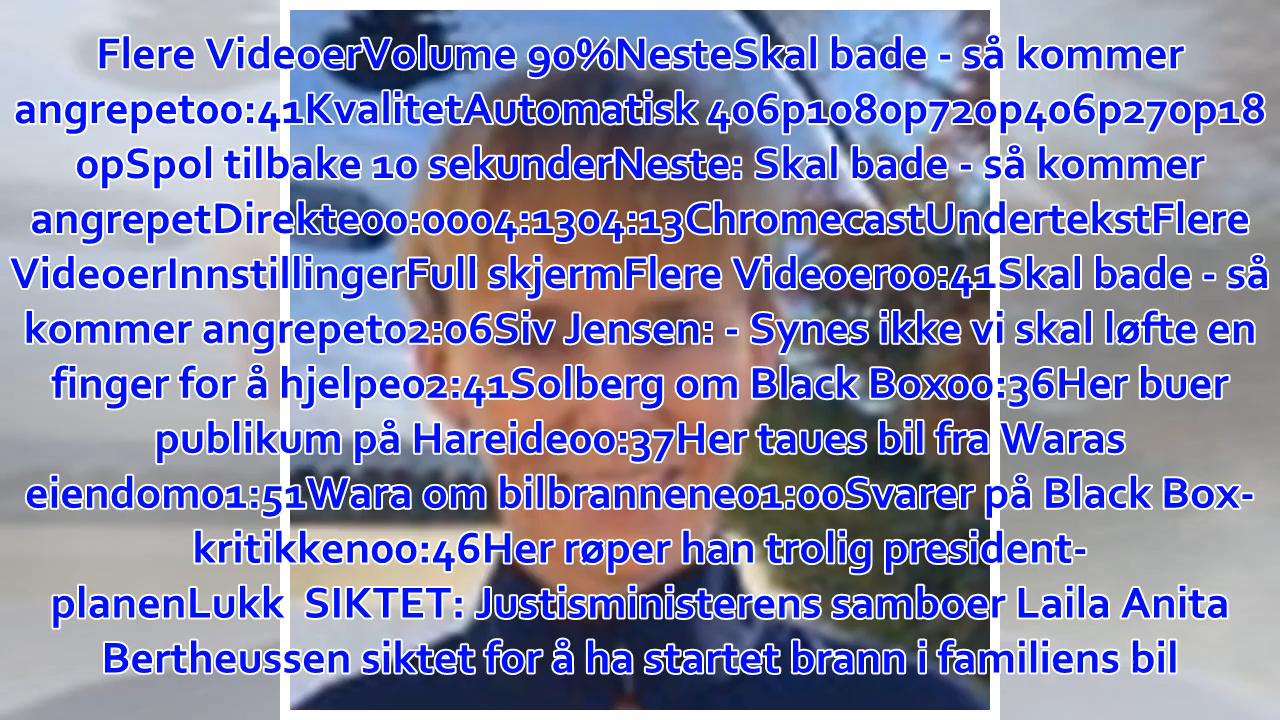 Flere VideoerVolume 90%NesteSkal bade - så kommer
angrepet00:41KvalitetAutomatisk 406p1080p720p406p270p18
0pSpol tilbake 10 sekunderNeste: Skal bade - så kommer
angrepetDirekte00:0004:1304:13ChromecastUndertekstFlere
VideoerInnstillingerFull skjermFlere Videoer00:41Skal bade - så
kommer angrepet02:06Siv Jensen: - Synes ikke vi skal løfte en
finger for å hjelpe02:41Solberg om Black Box00:36Her buer
publikum på Hareide00:37Her taues bil fra Waras
eiendom01:51Wara om bilbrannene01:00Svarer på Black Box-
kritikken00:46Her røper han trolig president-
planenLukk  SIKTET: Justisministerens samboer Laila Anita
Bertheussen siktet for å ha startet brann i familiens bil